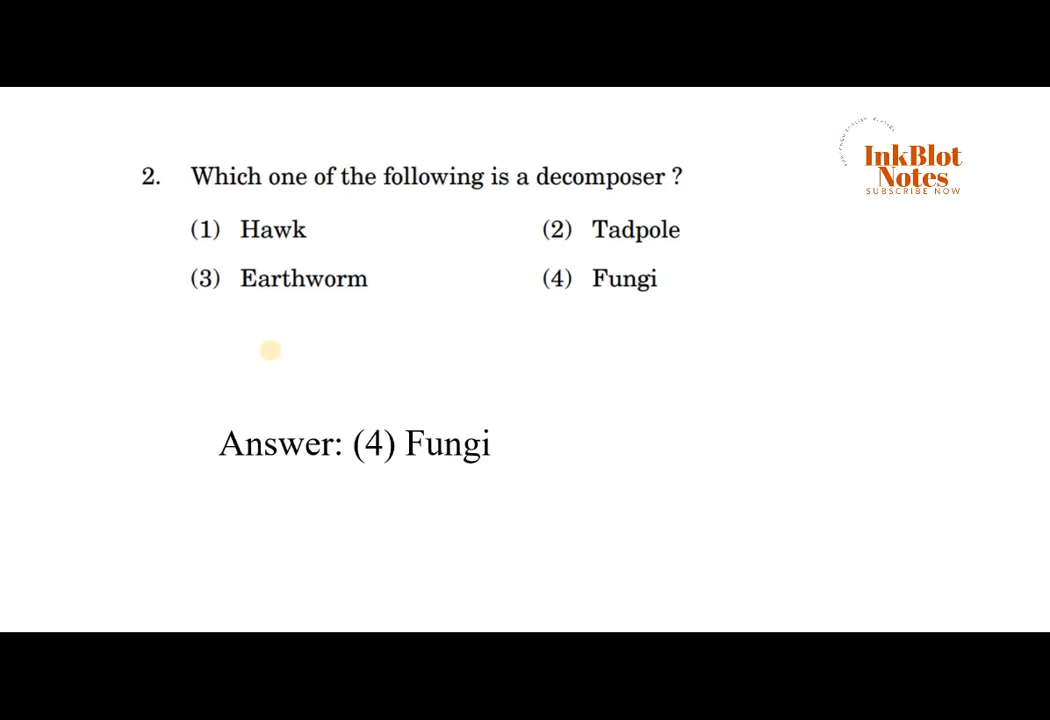 2. Which one of the following is a decomposer ?
(1) Hawk (2) Tadpole
(3) Earthworm (4) Fungi
Answer: (4) Fungi
InkBlot
Notes
SUBSCRIBE NOW